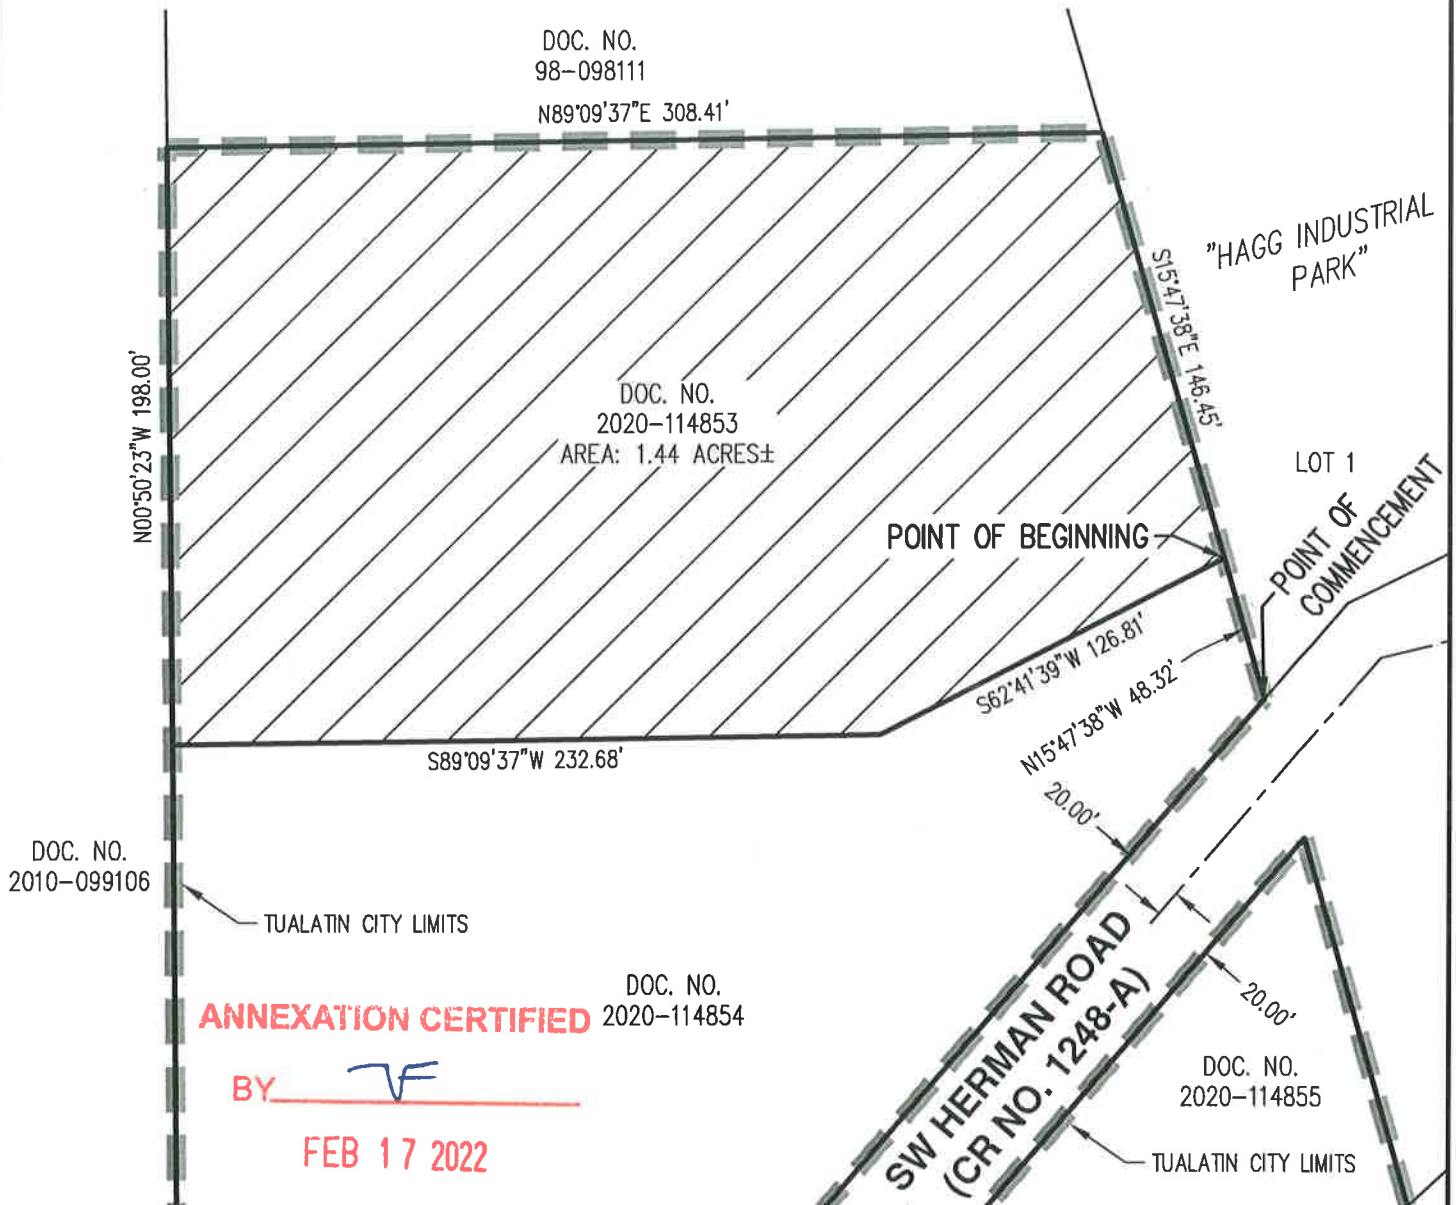 DOC. NO.
98-098111
N89°09'37"E 308.41'
"HAGG INDUSTRIAL
PARK"
S15°47'38"E 146.45'
N00°50'23"W 198.00'
DOC. NO.
2020-114853
AREA: 1.44 ACRES±
LOT 1
POINT OF BEGINNING
POINT OF
COMMENCEMENT
S62°41'39"W 126.81'
N15°47'38"W 48.32'
S89°09'37"W 232.68'
20.00'
DOC. NO.
2010-099106
TUALATIN CITY LIMITS
DOC. NO.
2020-114854
ANNEXATION CERTIFIED
BY TF
FEB 17 2022
SW HERMAN ROAD
(CR NO. 1248-A)
20.00'
DOC. NO.
2020-114855
TUALATIN CITY LIMITS